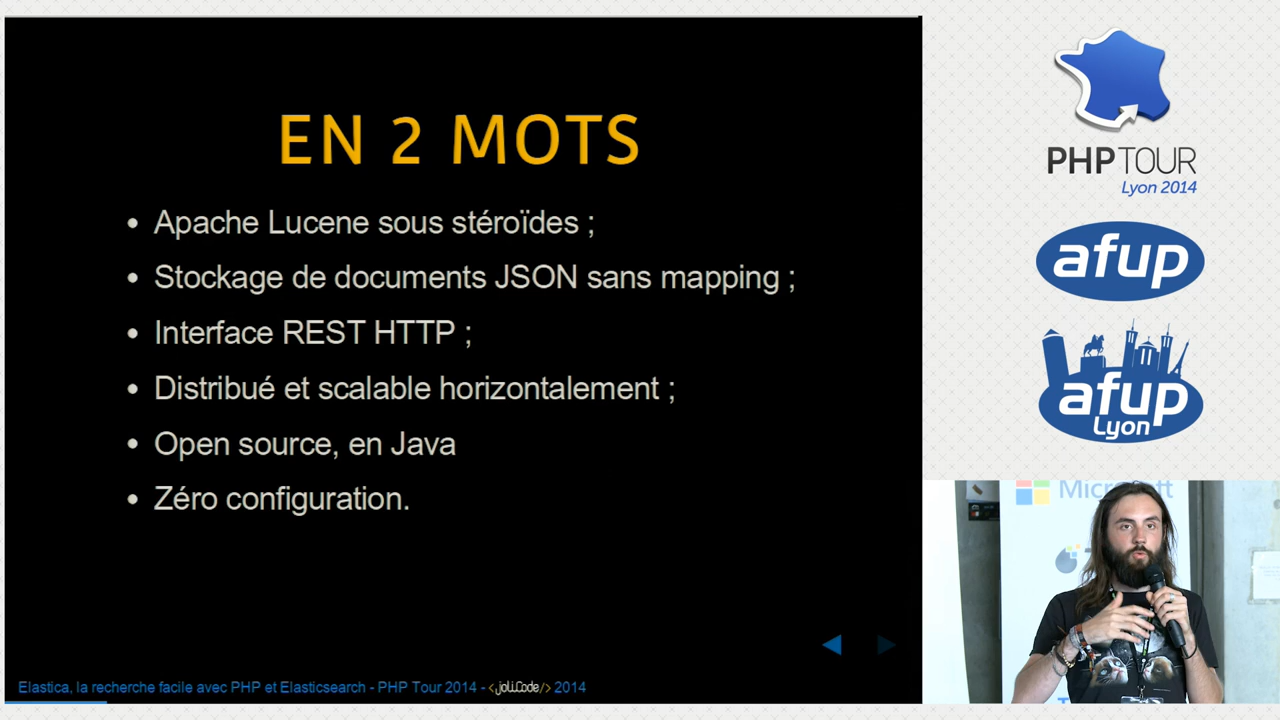 EN 2 MOTS
Apache Lucene sous stéroïdes ;
Stockage de documents JSON sans mapping ;
Interface REST HTTP ;
Distribué et scalable horizontalement ;
Open source, en Java
Zéro configuration.
Elastica, la recherche facile avec PHP et Elasticsearch - PHP Tour 2014 - <joliCode/> 2014
PHP TOUR
Lyon 2014
afup
afup
Lyon
Microsoft